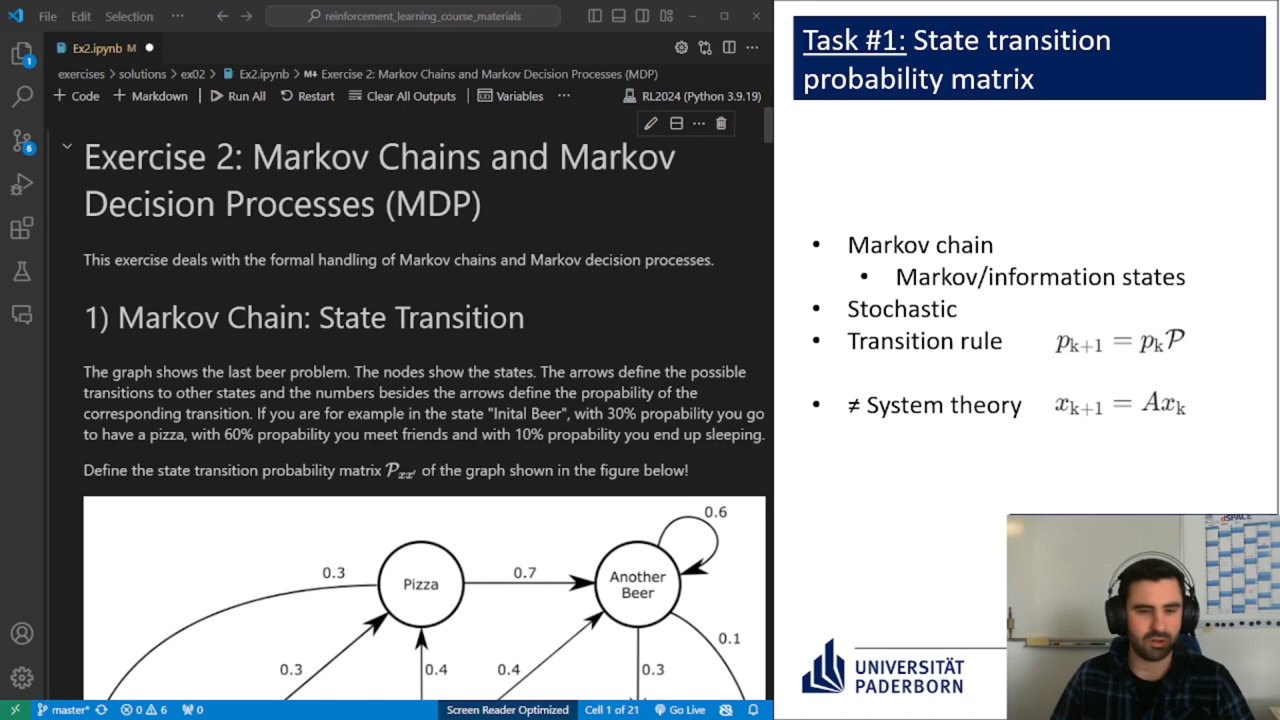 File Edit Selection ··· reinforcement_learning_course_materials
Ex2.ipynb M
exercises > solutions > ex02 > Ex2.ipynb > M↓ Exercise 2: Markov Chains and Markov Decision Processes (MDP)
+ Code + Markdown Run All Restart Clear All Outputs Variables ··· RL2024 (Python 3.9.19)
Exercise 2: Markov Chains and Markov
Decision Processes (MDP)
This exercise deals with the formal handling of Markov chains and Markov decision processes.
1) Markov Chain: State Transition
The graph shows the last beer problem. The nodes show the states. The arrows define the possible
transitions to other states and the numbers besides the arrows define the propability of the
corresponding transition. If you are for example in the state "Inital Beer", with 30% propability you go
to have a pizza, with 60% propability you meet friends and with 10% propability you end up sleeping.
Define the state transition probability matrix 𝒫xx′ of the graph shown in the figure below!
0.6
0.3
Pizza
0.7
Another
Beer
0.1
0.3
0.4
0.4
0.3
1
6
master* 0 6 0 Screen Reader Optimized Cell 1 of 21 Go Live
Task #1: State transition
probability matrix
• Markov chain
• Markov/information states
• Stochastic
• Transition rule pk+1 = pk𝒫
• ≠ System theory xk+1 = Axk
dSPACE
UNIVERSITÄT
PADERBORN